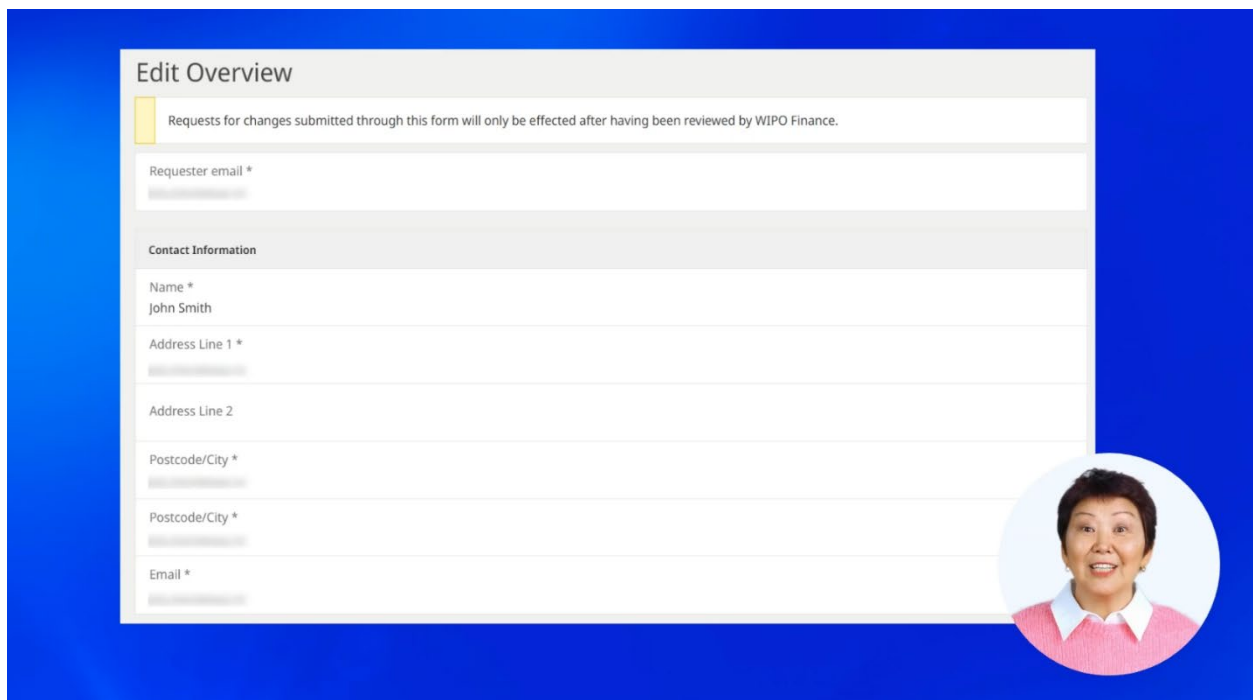 Edit Overview
Requests for changes submitted through this form will only be effected after having been reviewed by WIPO Finance.
Requester email *
Contact Information
Name *
John Smith
Address Line 1 *
Address Line 2
Postcode/City *
Postcode/City *
Email *